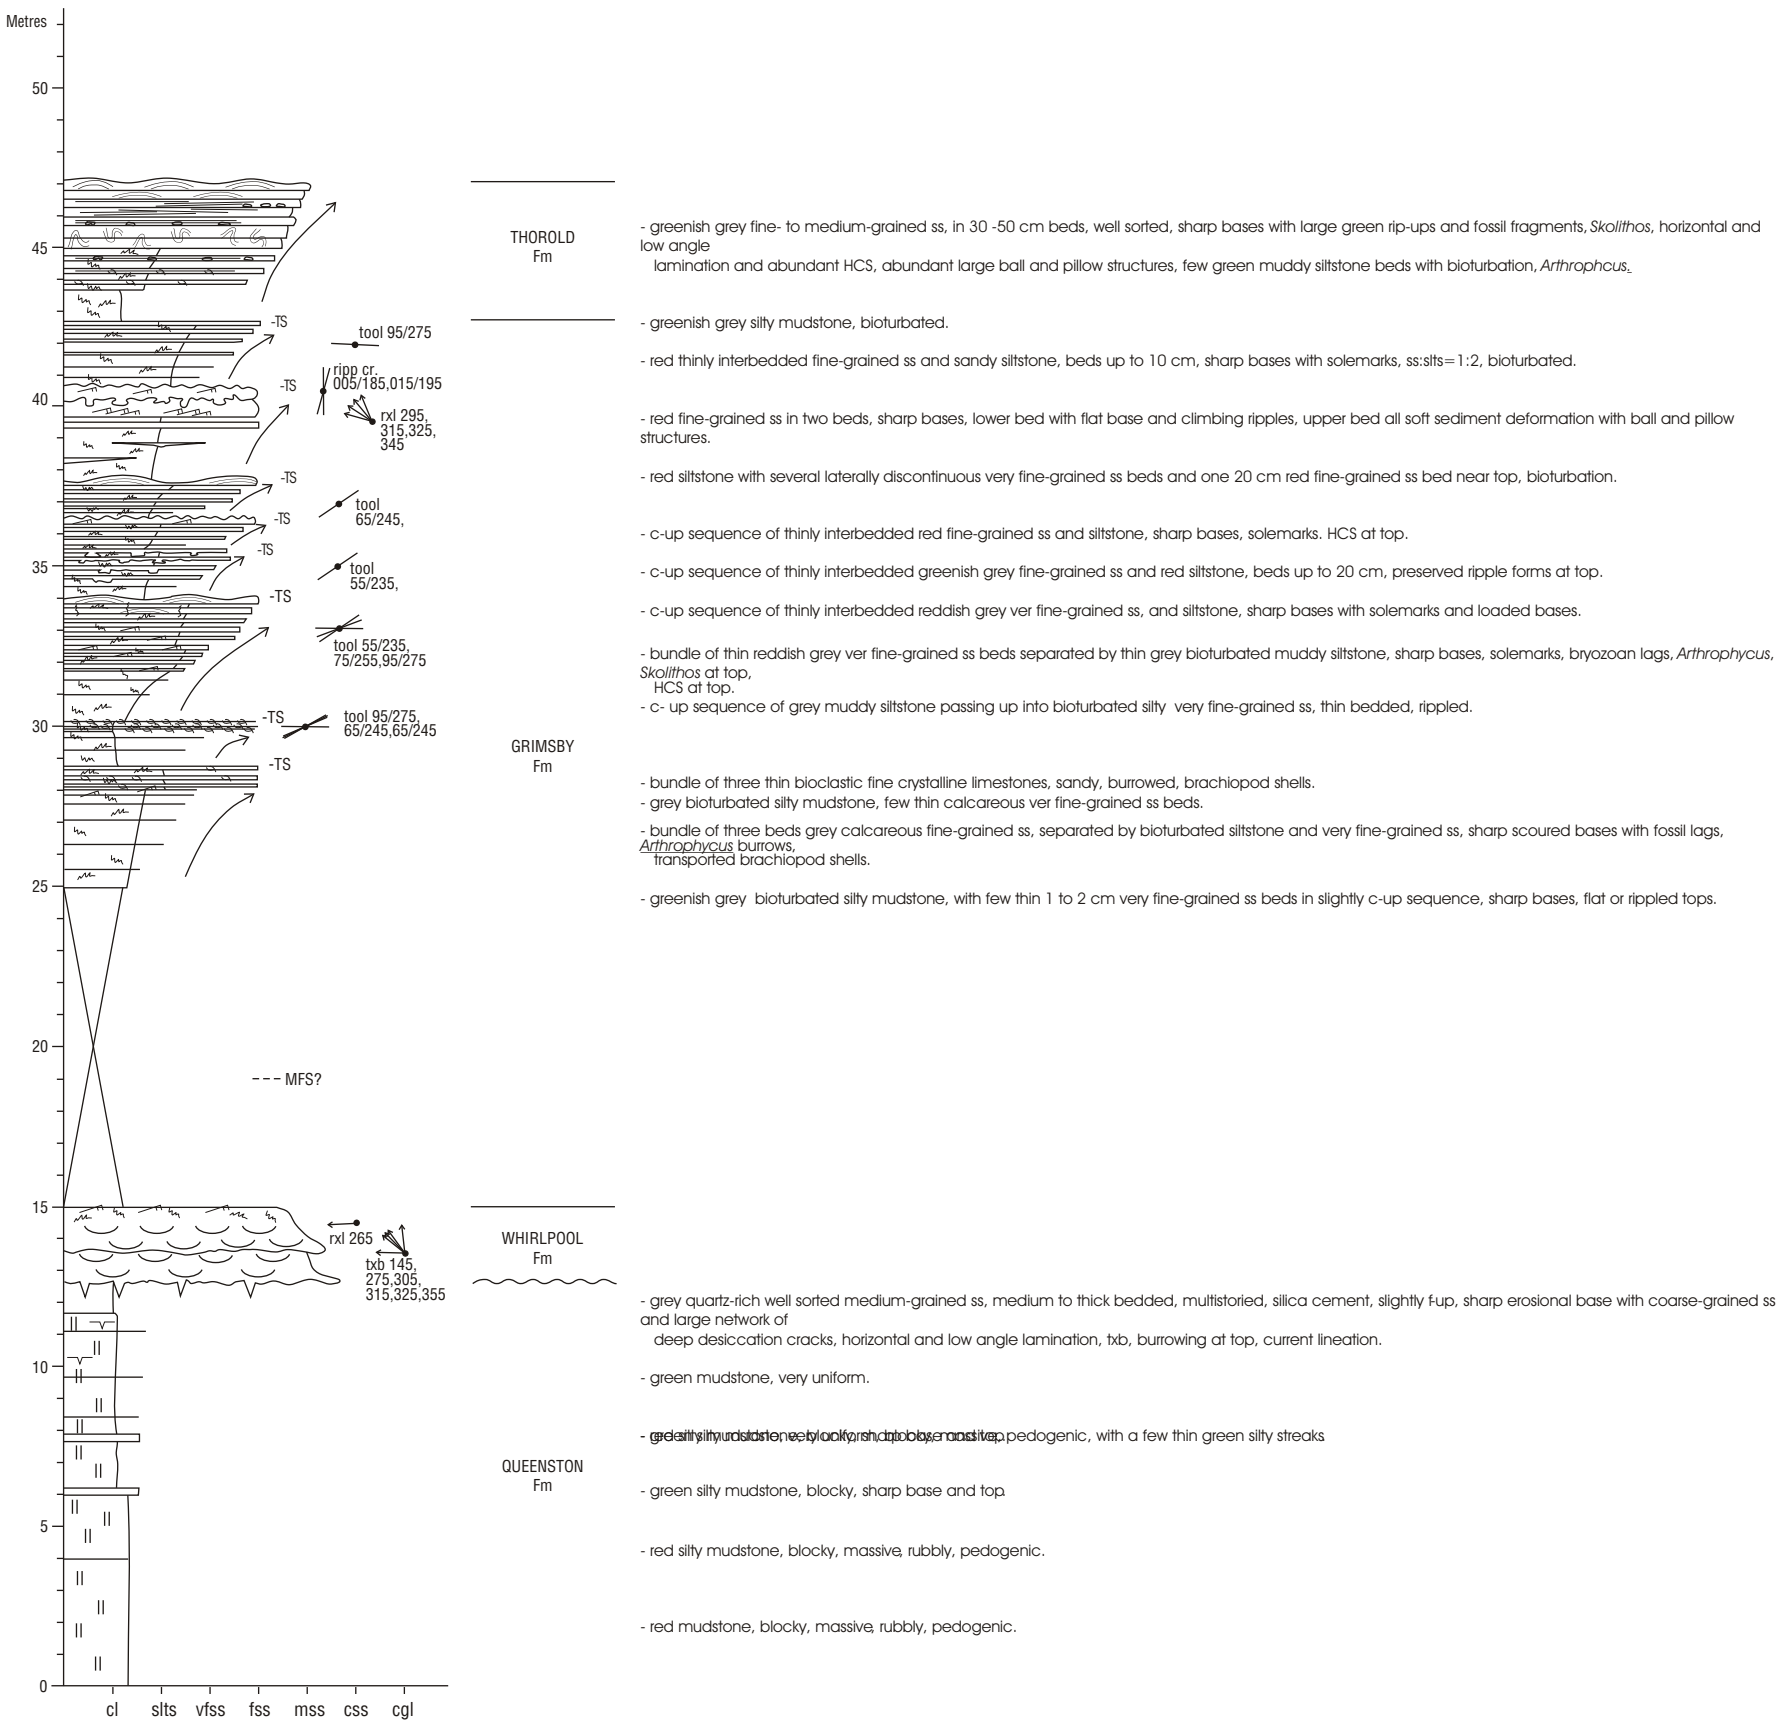 Metres
50
- greenish grey fine- to medium-grained ss, in 30 -50 cm beds, well sorted, sharp bases with large green rip-ups and fossil fragments, Skolithos, horizontal and
low angle
lamination and abundant HCS, abundant large ball and pillow structures, few green muddy siltstone beds with bioturbation, Arthrophcus.
THOROLD
Fm
45
-TS
- greenish grey silty mudstone, bioturbated.
tool 95/275
- red thinly interbedded fine-grained ss and sandy siltstone, beds up to 10 cm, sharp bases with solemarks, ss:slts=1:2, bioturbated.
-TS
ripp cr.
005/185,015/195
40
rxl 295,
315,325,
345
- red fine-grained ss in two beds, sharp bases, lower bed with flat base and climbing ripples, upper bed all soft sediment deformation with ball and pillow
structures.
-TS
- red siltstone with several laterally discontinuous very fine-grained ss beds and one 20 cm red fine-grained ss bed near top, bioturbation.
tool
65/245,
-TS
- c-up sequence of thinly interbedded red fine-grained ss and siltstone, sharp bases, solemarks. HCS at top.
-TS
35
tool
55/235,
- c-up sequence of thinly interbedded greenish grey fine-grained ss and red siltstone, beds up to 20 cm, preserved ripple forms at top.
-TS
- c-up sequence of thinly interbedded reddish grey ver fine-grained ss, and siltstone, sharp bases with solemarks and loaded bases.
tool 55/235,
75/255,95/275
- bundle of thin reddish grey ver fine-grained ss beds separated by thin grey bioturbated muddy siltstone, sharp bases, solemarks, bryozoan lags, Arthrophycus,
Skolithos at top,
HCS at top.
- c- up sequence of grey muddy siltstone passing up into bioturbated silty very fine-grained ss, thin bedded, rippled.
30
-TS
tool 95/275,
65/245,65/245
GRIMSBY
Fm
-TS
- bundle of three thin bioclastic fine crystalline limestones, sandy, burrowed, brachiopod shells.
- grey bioturbated silty mudstone, few thin calcareous ver fine-grained ss beds.
- bundle of three beds grey calcareous fine-grained ss, separated by bioturbated siltstone and very fine-grained ss, sharp scoured bases with fossil lags,
Arthrophycus burrows,
transported brachiopod shells.
25
- greenish grey bioturbated silty mudstone, with few thin 1 to 2 cm very fine-grained ss beds in slightly c-up sequence, sharp bases, flat or rippled tops.
20
MFS?
15
rxl 265
WHIRLPOOL
Fm
txb 145,
275,305,
315,325,355
- grey quartz-rich well sorted medium-grained ss, medium to thick bedded, multistoried, silica cement, slightly f-up, sharp erosional base with coarse-grained ss
and large network of
deep desiccation cracks, horizontal and low angle lamination, txb, burrowing at top, current lineation.
10
- green mudstone, very uniform.
pedogenic, with a few thin green silty streaks.
QUEENSTON
Fm
- green silty mudstone, blocky, sharp base and top.
5
- red silty mudstone, blocky, massive, rubbly, pedogenic.
- red mudstone, blocky, massive, rubbly, pedogenic.
0
cl slts vfss fss mss css cgl